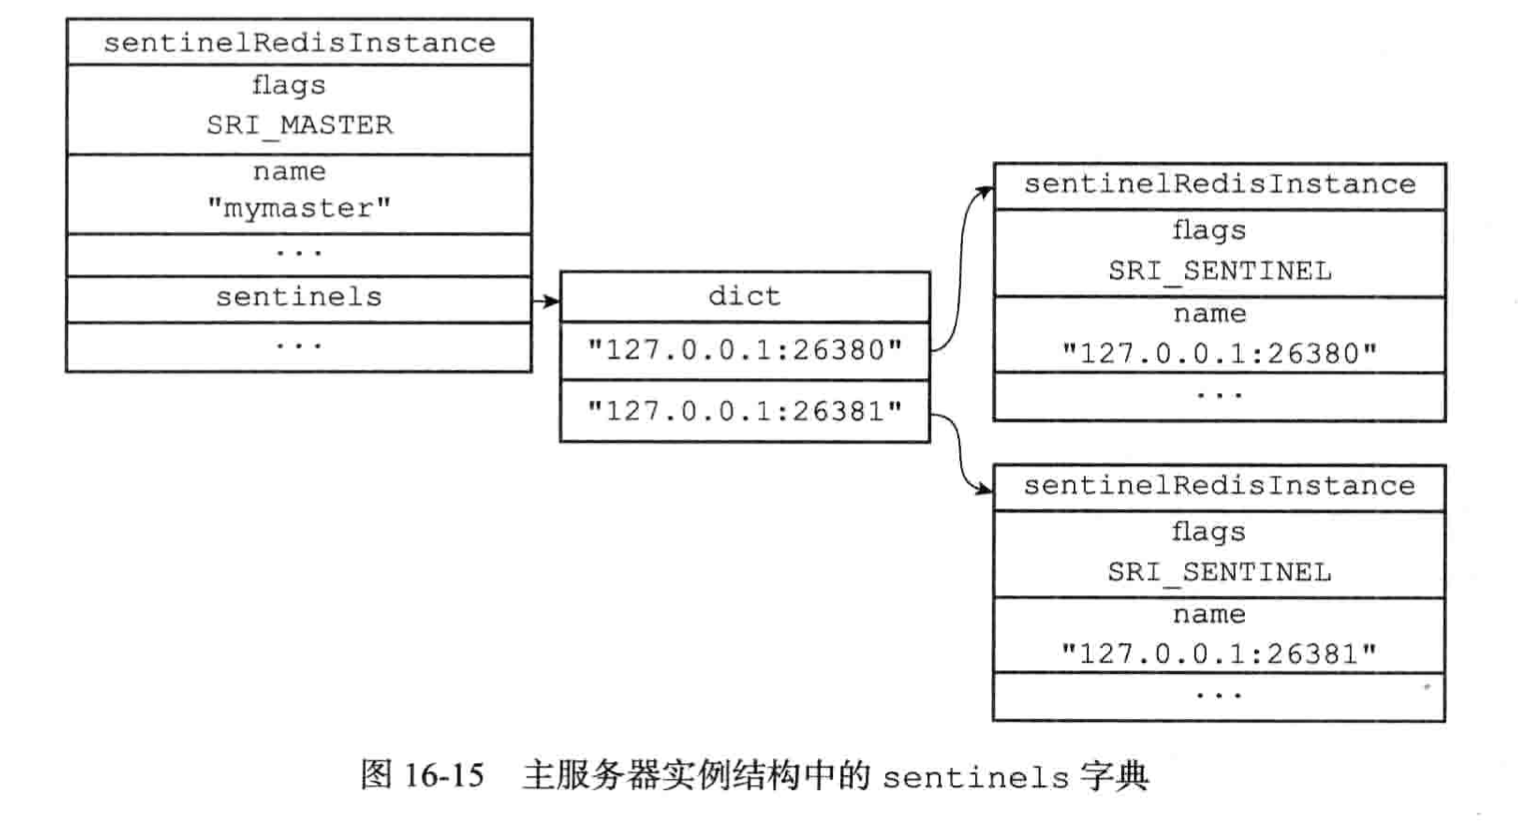 sentinelRedisInstance
flags
SRI_MASTER
name
"mymaster"
...
sentinels
...
dict
"127.0.0.1:26380"
"127.0.0.1:26381"
sentinelRedisInstance
flags
SRI_SENTINEL
name
"127.0.0.1:26380"
...
sentinelRedisInstance
flags
SRI_SENTINEL
name
"127.0.0.1:26381"
...
图 16-15 主服务器实例结构中的 sentinels 字典